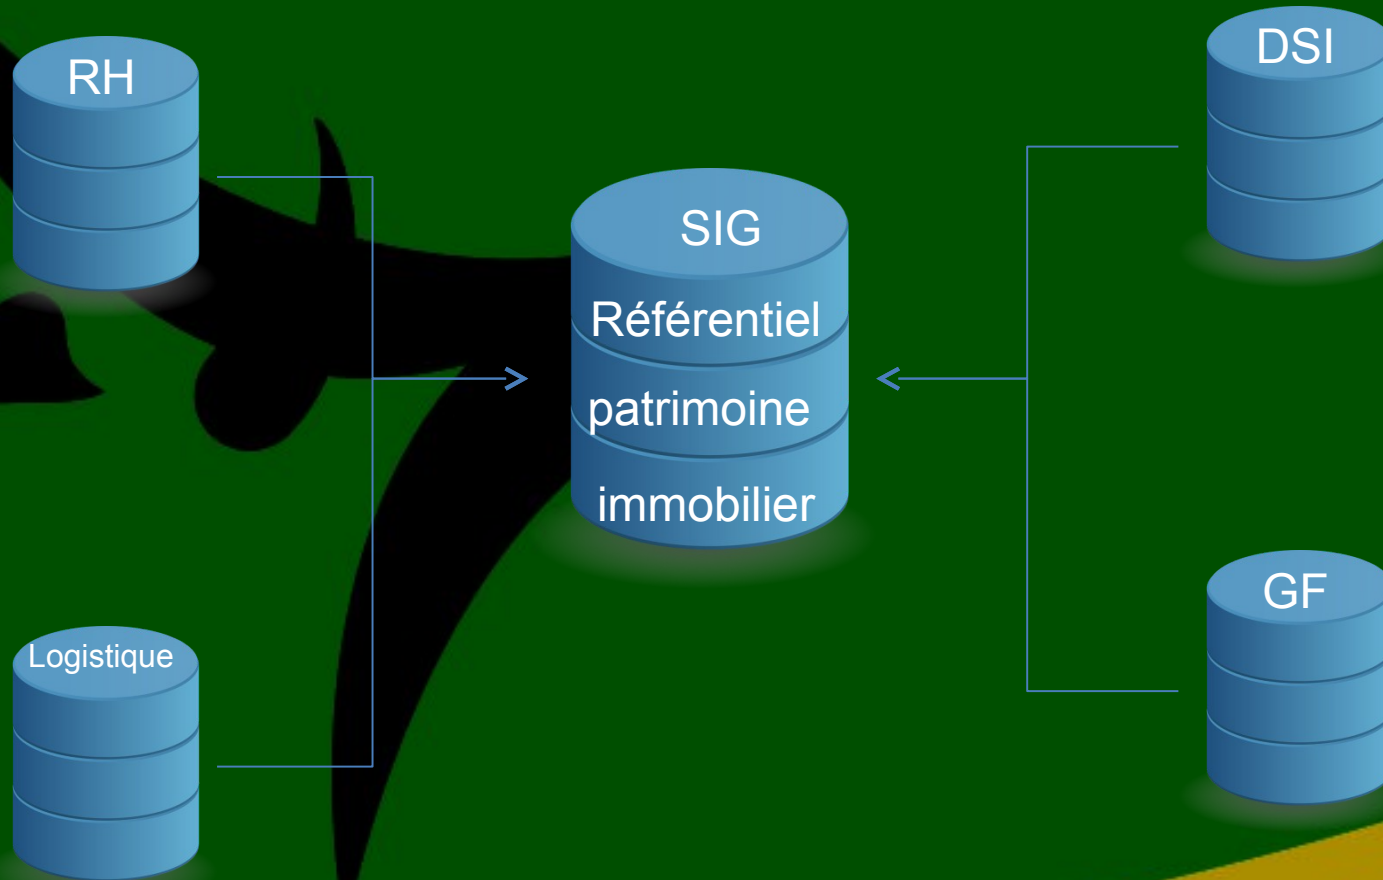 RH
DSI
SIG
Référentiel
patrimoine
immobilier
Logistique
GF